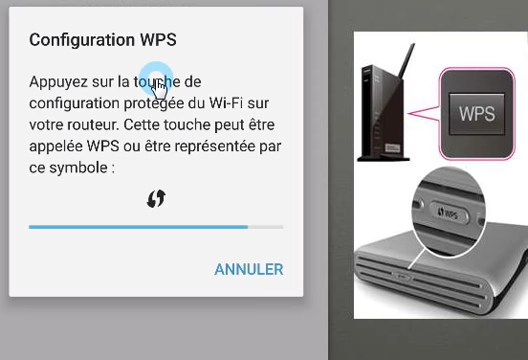 Configuration WPS
Appuyez sur la touche de
configuration protégée du Wi-Fi sur
votre routeur. Cette touche peut être
appelée WPS ou être représentée par
ce symbole :
ANNULER
WPS
WPS